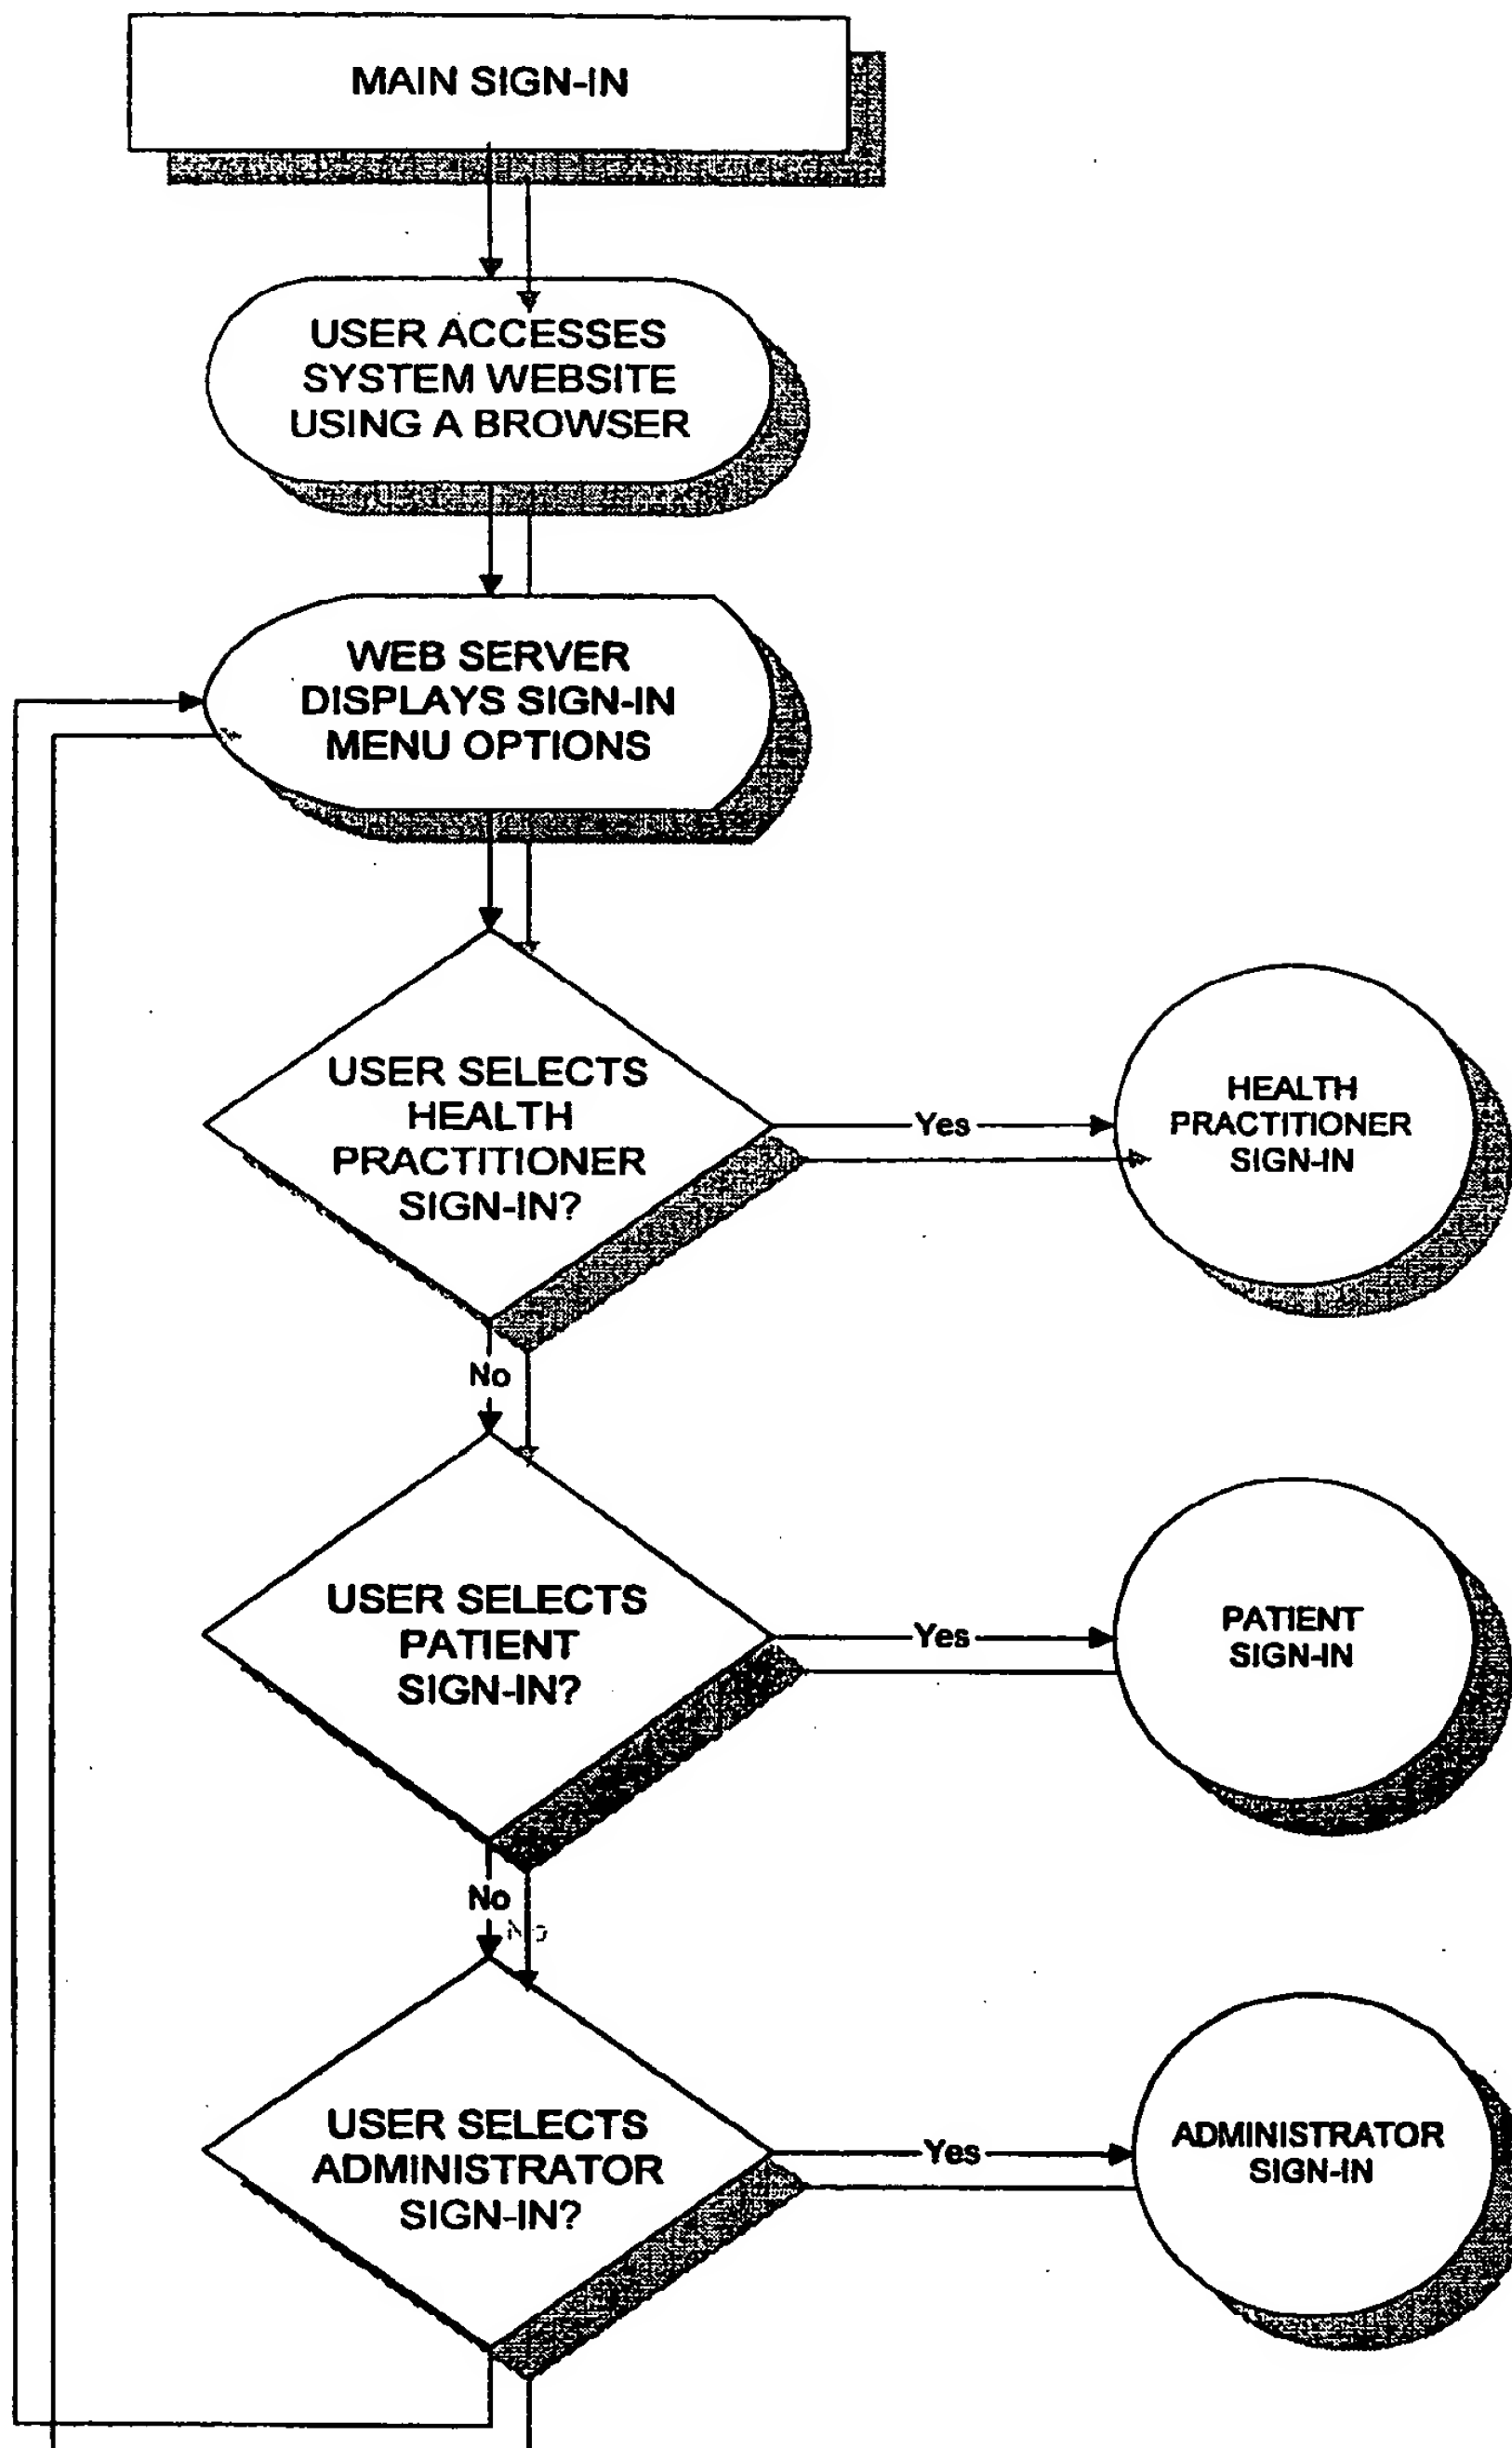 MAIN SIGN-IN
USER ACCESSES
SYSTEM WEBSITE
USING A BROWSER
WEB SERVER
DISPLAYS SIGN-IN
MENU OPTIONS
USER SELECTS
HEALTH
PRACTITIONER
SIGN-IN?
Yes
HEALTH
PRACTITIONER
SIGN-IN
No
USER SELECTS
PATIENT
SIGN-IN?
Yes
PATIENT
SIGN-IN
No
USER SELECTS
ADMINISTRATOR
SIGN-IN?
Yes
ADMINISTRATOR
SIGN-IN